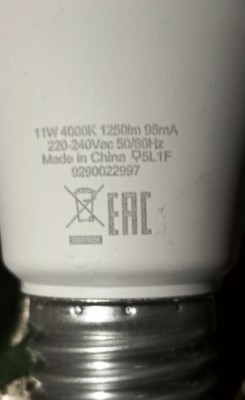 11W 4000K 1250lm 95mA
220-240Vac 50/60Hz
Made in China 5L1F
9290022997
EAC